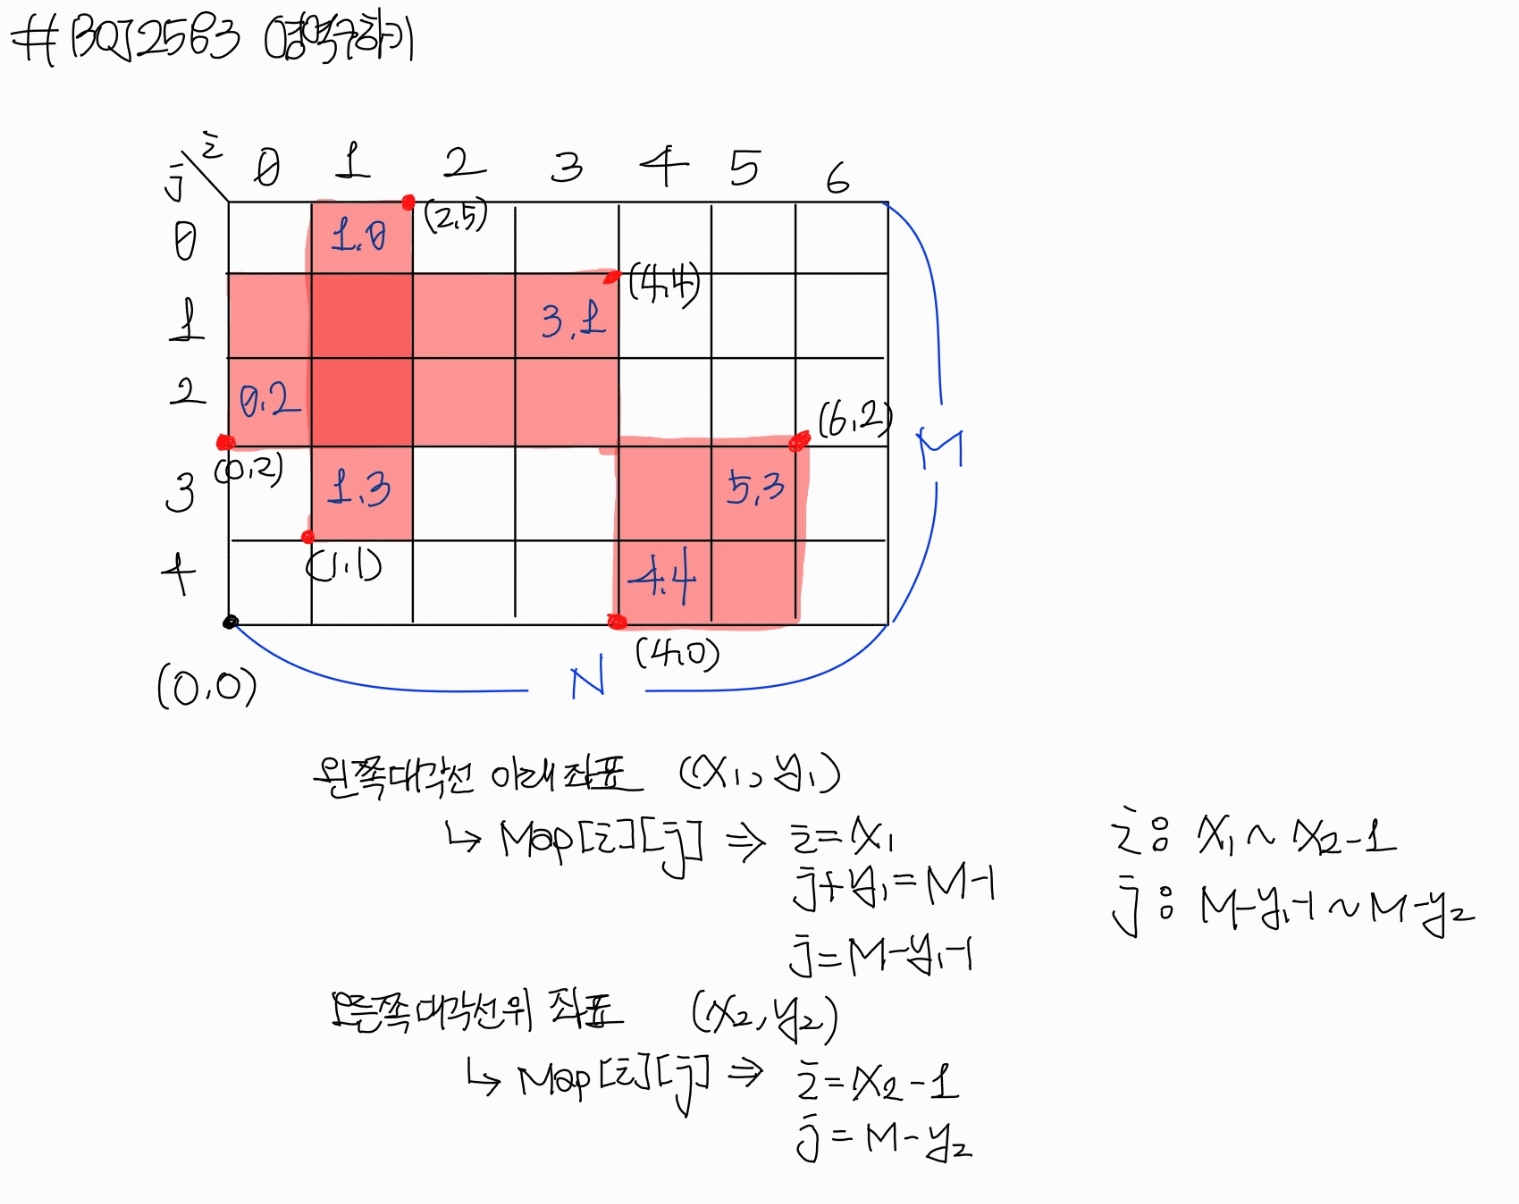 # BOJ2583 영역구하기
i
j
0 1 2 3 4 5 6
0 1.0 (2,5)
(4,4)
1 3,1
2 0.2
(6,2)
M
(0,2)
3 1.3 5,3
(1,1)
4 4.4
(4,0)
(0,0)
N
왼쪽대각선 아래 좌표 (x₁, y₁)
↳ Map[i][j] ⇒ i=x₁
j+y₁=M-1
j=M-y₁-1
i: x₁~x₂-1
j: M-y₁-1~M-y₂
오른쪽대각선위 좌표 (x₂,y₂)
↳ Map[i][j] ⇒ i=x₂-1
j=M-y₂